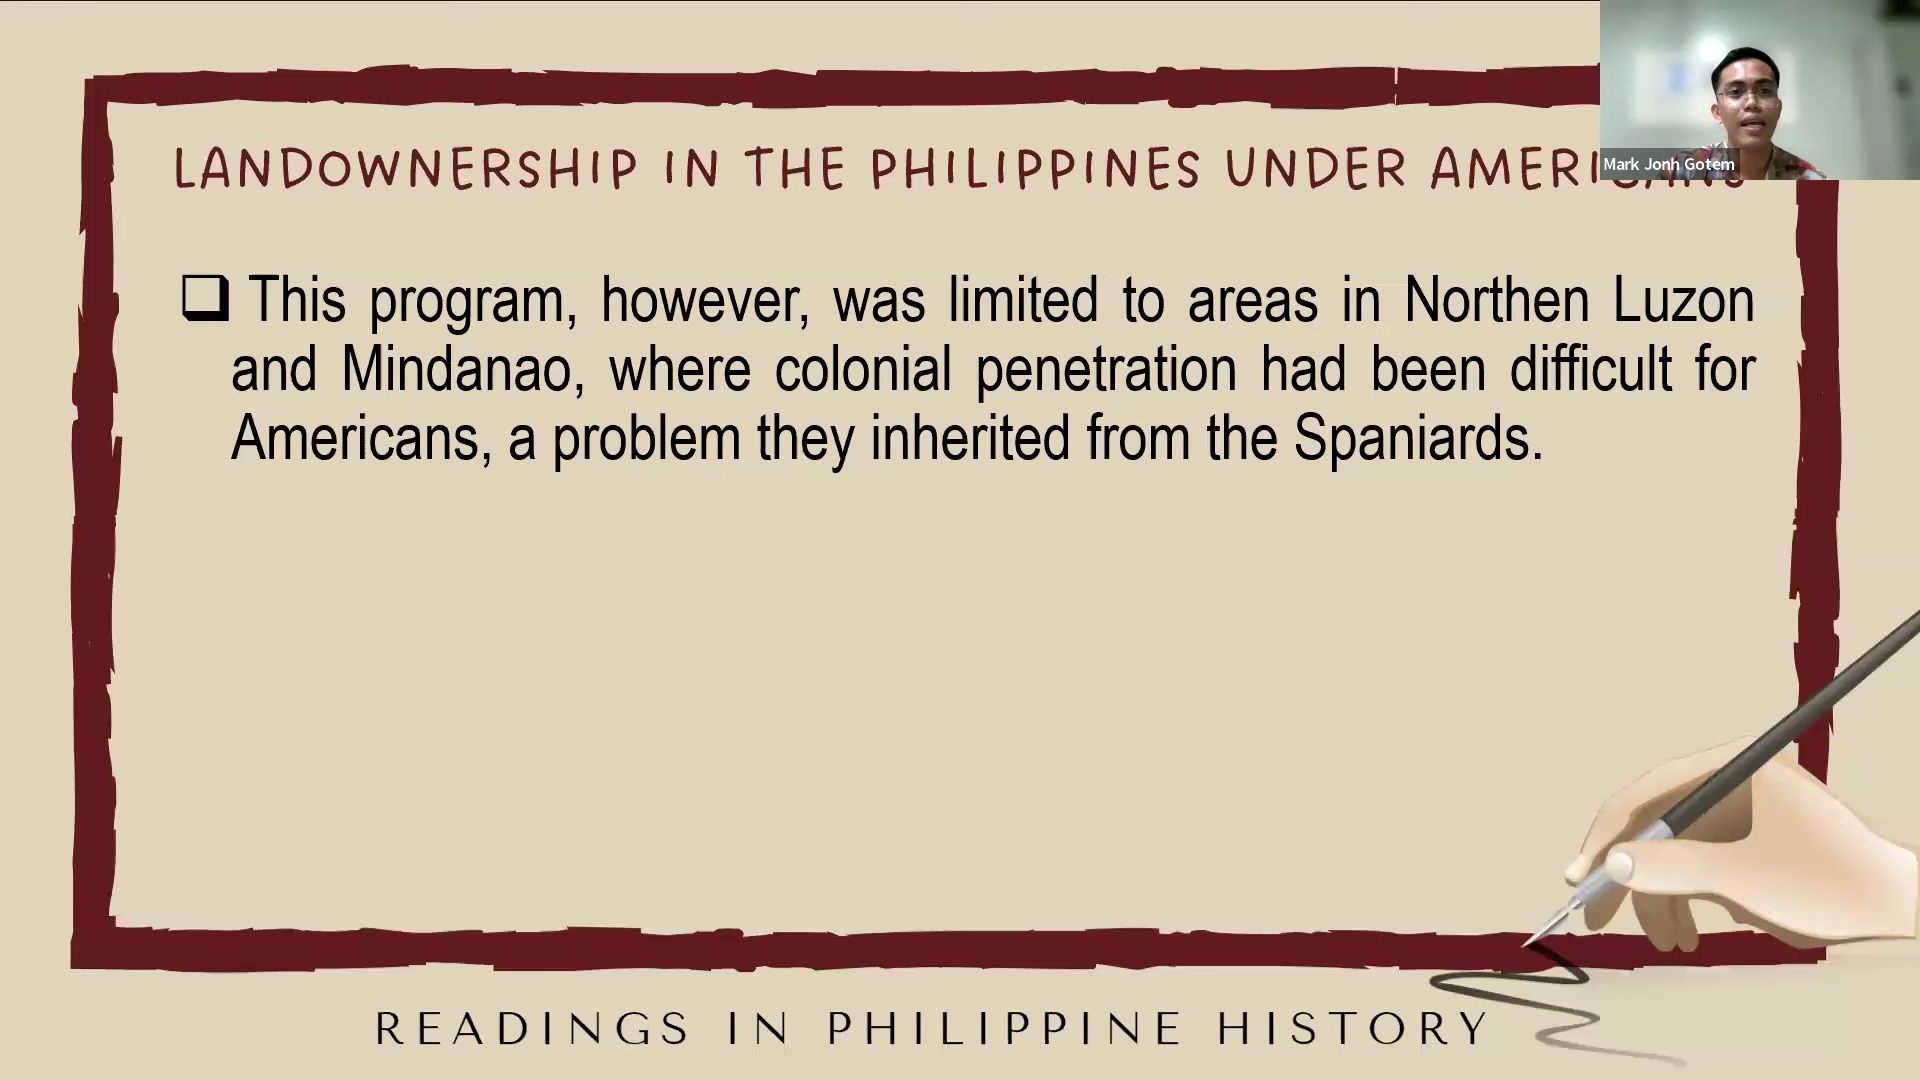 LANDOWNERSHIP IN THE PHILIPPINES UNDER AMERICANS
Mark Jonh Gotem
❑ This program, however, was limited to areas in Northen Luzon
and Mindanao, where colonial penetration had been difficult for
Americans, a problem they inherited from the Spaniards.
READINGS IN PHILIPPINE HISTORY